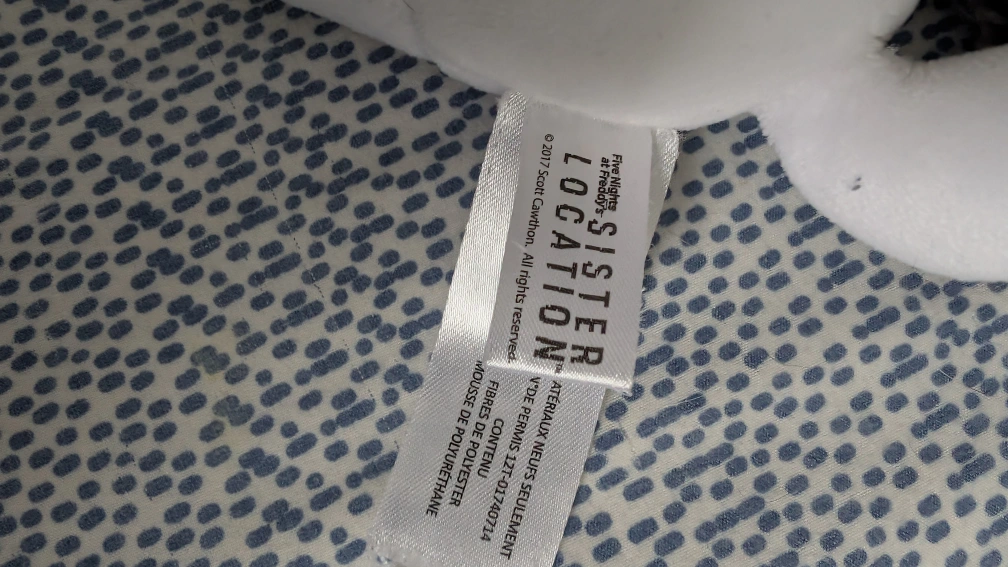 Five Nights
at Freddy's
SISTER
LOCATION
© 2017 Scott Cawthon. All rights reserved.
ATERIAUX NEUFS SEULEMENT
N°DE PERMIS 12T-01740714
CONTENU
FIBRES DE POLYESTER
MOUSSE DE POLYURETHANE